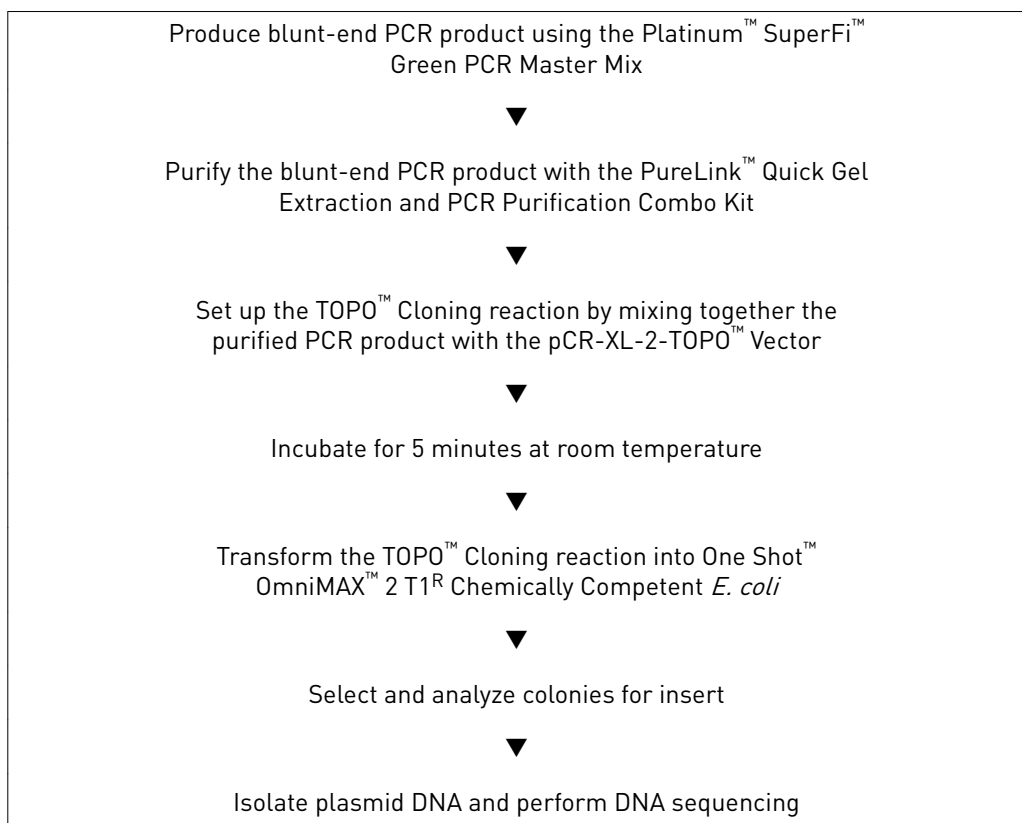 Produce blunt-end PCR product using the Platinum™ SuperFi™
Green PCR Master Mix
▼
Purify the blunt-end PCR product with the PureLink™ Quick Gel
Extraction and PCR Purification Combo Kit
▼
Set up the TOPO™ Cloning reaction by mixing together the
purified PCR product with the pCR-XL-2-TOPO™ Vector
▼
Incubate for 5 minutes at room temperature
▼
Transform the TOPO™ Cloning reaction into One Shot™
OmniMAX™ 2 T1ᴿ Chemically Competent E. coli
▼
Select and analyze colonies for insert
▼
Isolate plasmid DNA and perform DNA sequencing